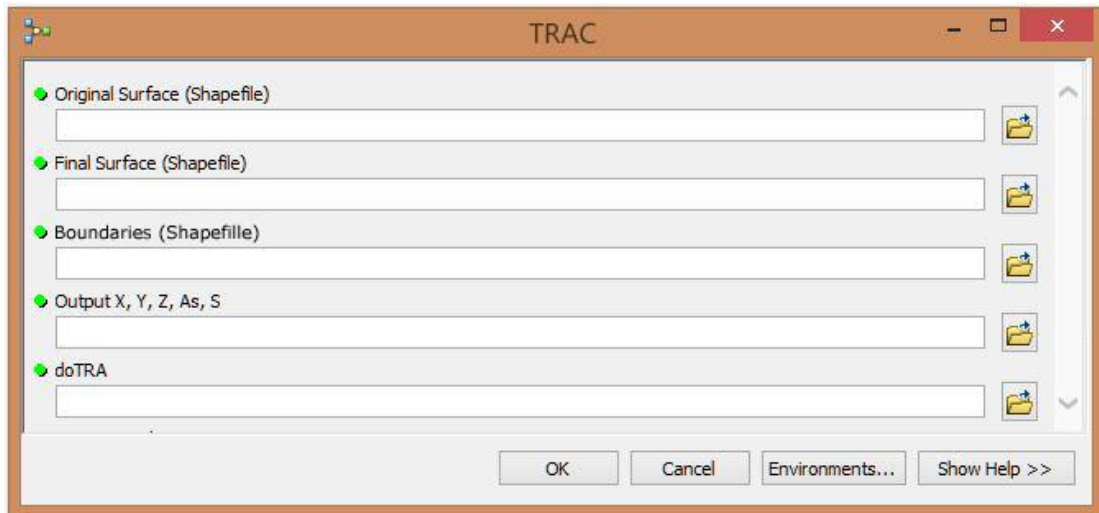 TRAC
Original Surface (Shapefile)
Final Surface (Shapefile)
Boundaries (Shapefille)
Output X, Y, Z, As, S
doTRA
OK Cancel Environments... Show Help >>